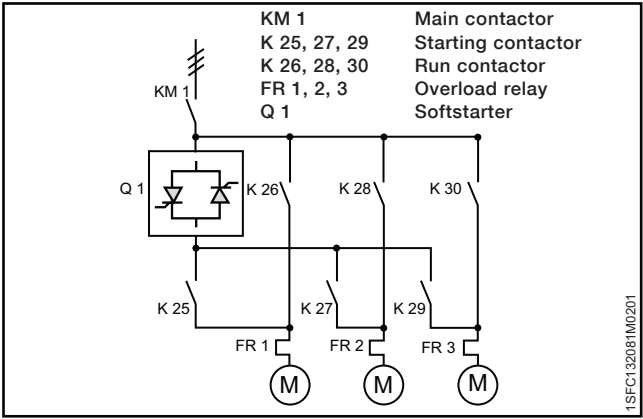 KM 1 Main contactor
K 25, 27, 29 Starting contactor
K 26, 28, 30 Run contactor
FR 1, 2, 3 Overload relay
Q 1 Softstarter
KM 1
Q 1
K 26
K 28
K 30
K 25
K 27
K 29
FR 1
FR 2
FR 3
M
M
M
1SFC132081M0201